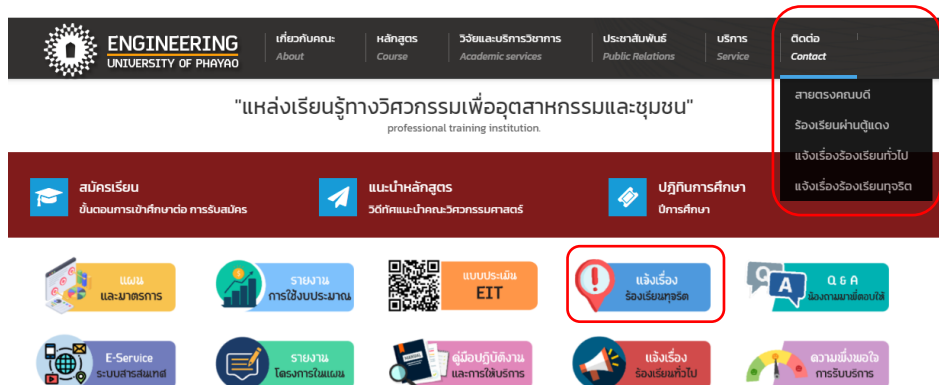 ENGINEERING
UNIVERSITY OF PHAYAO
เกี่ยวกับคณะ
About
หลักสูตร
Course
วิจัยและบริการวิชาการ
Academic services
ประชาสัมพันธ์
Public Relations
บริการ
Service
ติดต่อ
Contact
สายตรงคณบดี
ร้องเรียนผ่านตู้แดง
แจ้งเรื่องร้องเรียนทั่วไป
แจ้งเรื่องร้องเรียนทุจริต
"แหล่งเรียนรู้ทางวิศวกรรมเพื่ออุตสาหกรรมและชุมชน"
professional training institution.
สมัครเรียน
ขั้นตอนการเข้าศึกษาต่อ การรับสมัคร
แนะนำหลักสูตร
วิดีทัศแนะนำคณะวิศวกรรมศาสตร์
ปฎิทินการศึกษา
ปีการศึกษา
แผน
และมาตรการ
รายงาน
การใช้งบประมาณ
แบบประเมิน
EIT
แจ้งเรื่อง
ร้องเรียนทุจริต
Q & A
น้องถามมาพี่ตอบให้
E-Service
ระบบสารสนเทศ
รายงาน
โครงการในแผน
คู่มือปฏิบัติงาน
และการให้บริการ
แจ้งเรื่อง
ร้องเรียนทั่วไป
ความพึ่งพอใจ
การรับบริการ